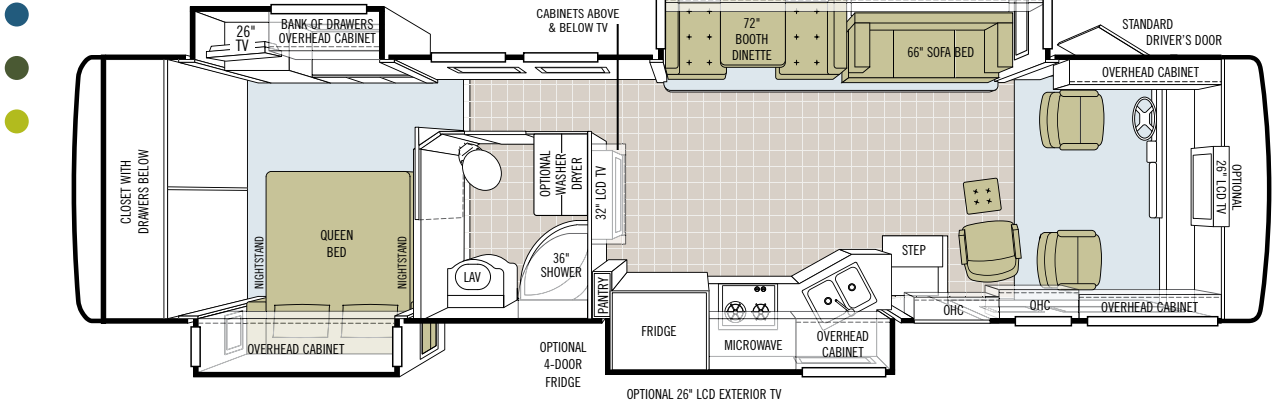 CABINETS ABOVE
& BELOW TV
BANK OF DRAWERS
OVERHEAD CABINET
26"
TV
72"
BOOTH
DINETTE
66" SOFA BED
STANDARD
DRIVER'S DOOR
OVERHEAD CABINET
CLOSET WITH
DRAWERS BELOW
OPTIONAL
WASHER-
DRYER
32" LCD TV
OPTIONAL
26" LCD TV
NIGHTSTAND
QUEEN
BED
NIGHTSTAND
LAV
36"
SHOWER
PANTRY
STEP
OHC
OHC
OVERHEAD CABINET
FRIDGE
MICROWAVE
OVERHEAD
CABINET
OVERHEAD CABINET
OPTIONAL
4-DOOR
FRIDGE
OPTIONAL 26" LCD EXTERIOR TV